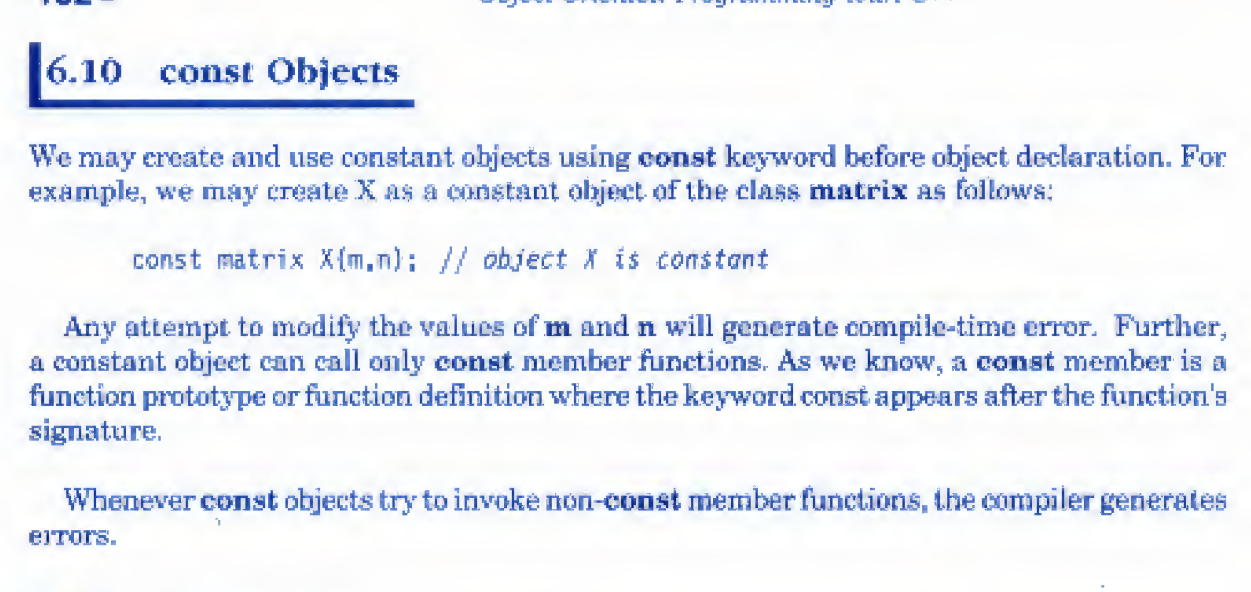 6.10 const Objects
We may create and use constant objects using const keyword before object declaration. For
example, we may create X as a constant object of the class matrix as follows:
const matrix X(m,n); // object X is constant
Any attempt to modify the values of m and n will generate compile-time error. Further,
a constant object can call only const member functions. As we know, a const member is a
function prototype or function definition where the keyword const appears after the function's
signature.
Whenever const objects try to invoke non-const member functions, the compiler generates
errors.